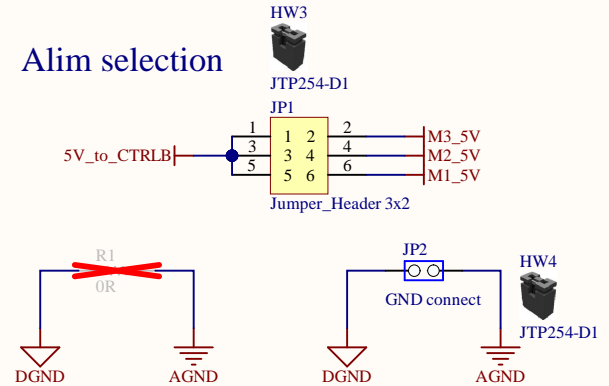 HW3
Alim selection
JTP254-D1
JP1
1 1 2 2
5V_to_CTRLB 3 3 4 4 M2_5V
M3_5V
5 5 6 6 M1_5V
Jumper_Header 3x2
R1
0R
DGND
AGND
JP2
GND connect
HW4
JTP254-D1
DGND
AGND